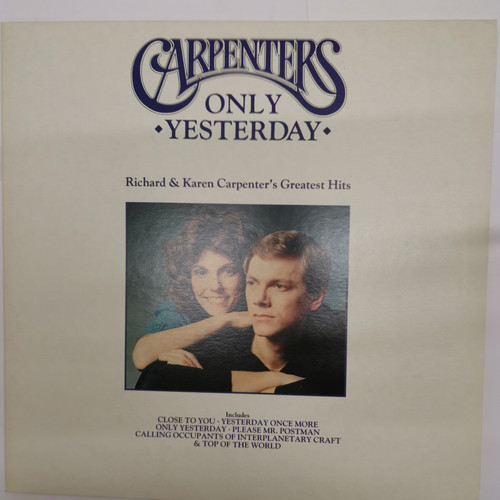 CARPENTERS
ONLY
• YESTERDAY •
Richard & Karen Carpenter's Greatest Hits
Includes
CLOSE TO YOU · YESTERDAY ONCE MORE
ONLY YESTERDAY · PLEASE MR. POSTMAN
CALLING OCCUPANTS OF INTERPLANETARY CRAFT
& TOP OF THE WORLD